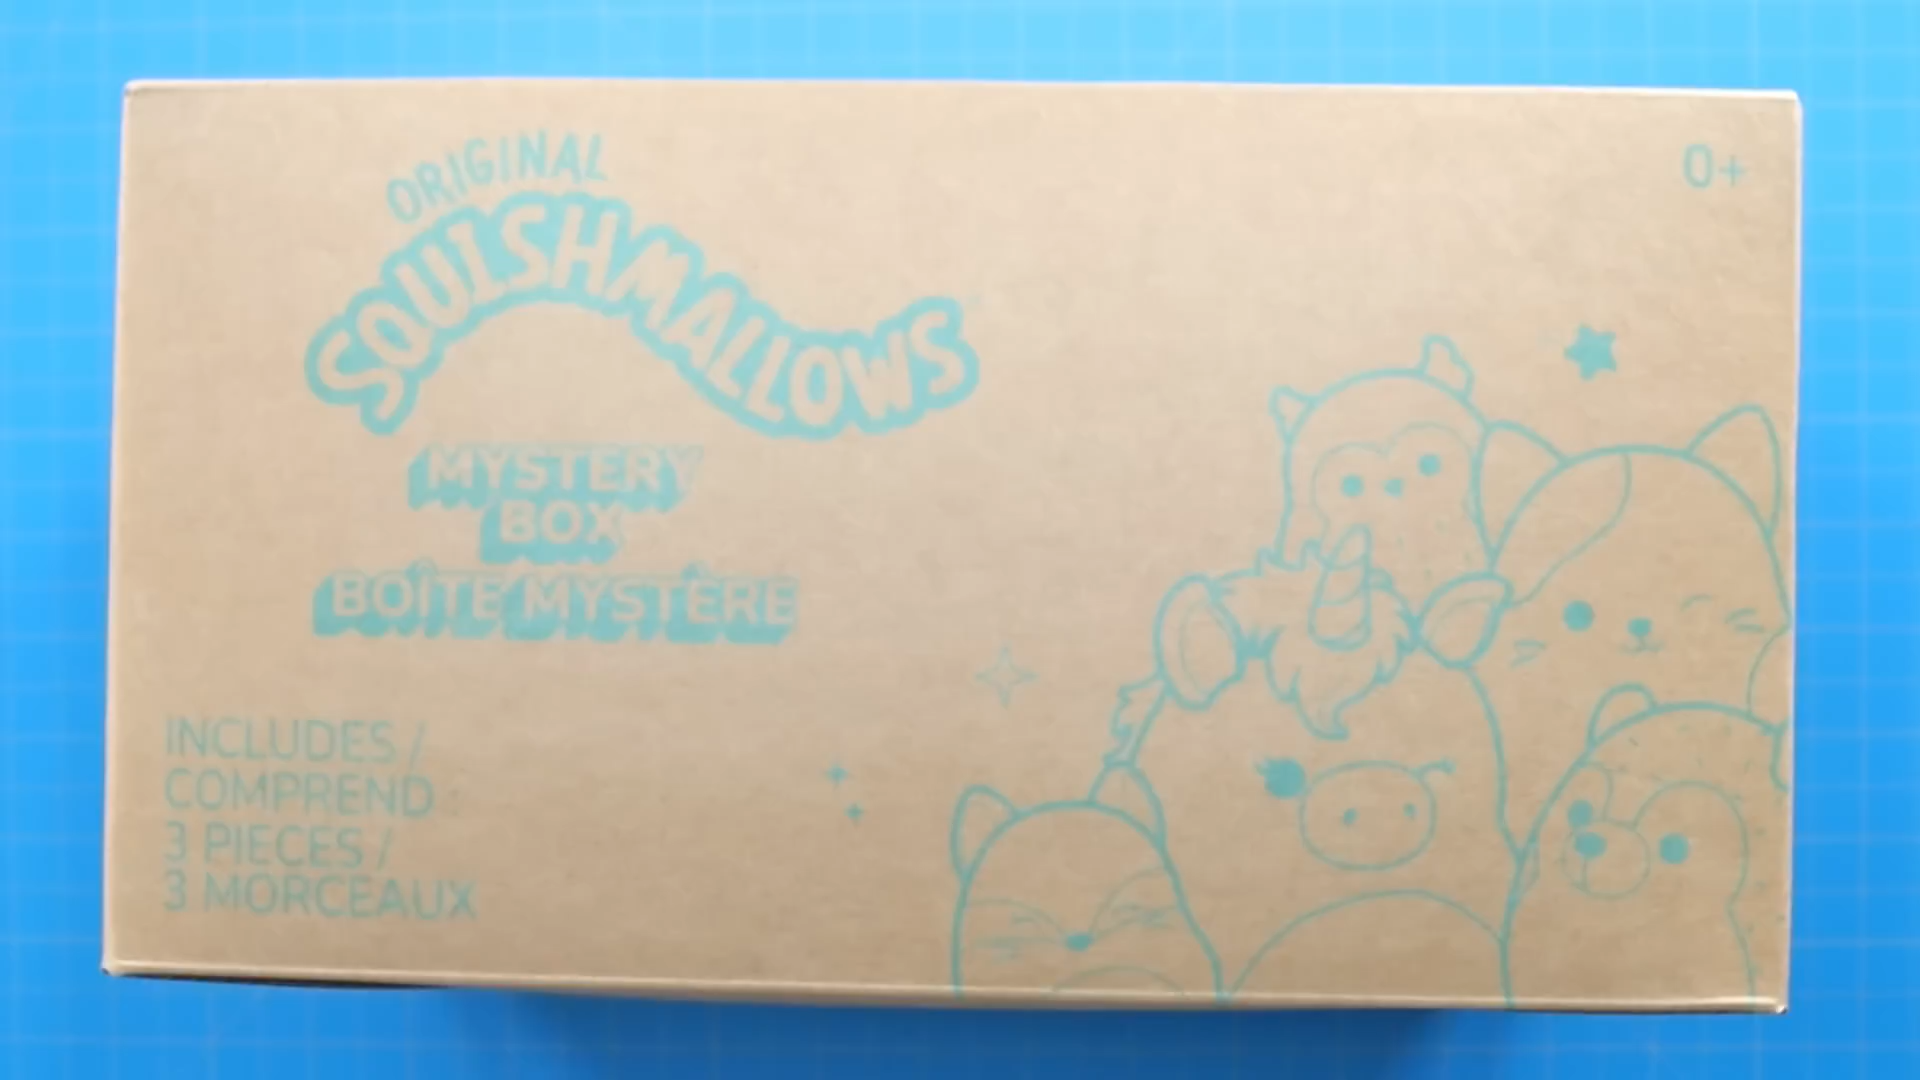 ORIGINAL
SQUISHMALLOWS
MYSTERY
BOX
BOÎTE MYSTÈRE
INCLUDES /
COMPREND
3 PIECES /
3 MORCEAUX
0+